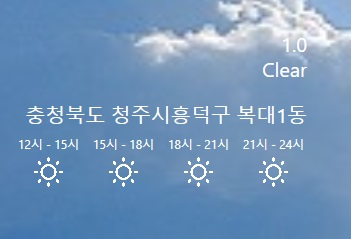 1.0
Clear
충청북도 청주시흥덕구 복대1동
12시 - 15시 15시 - 18시 18시 - 21시 21시 - 24시